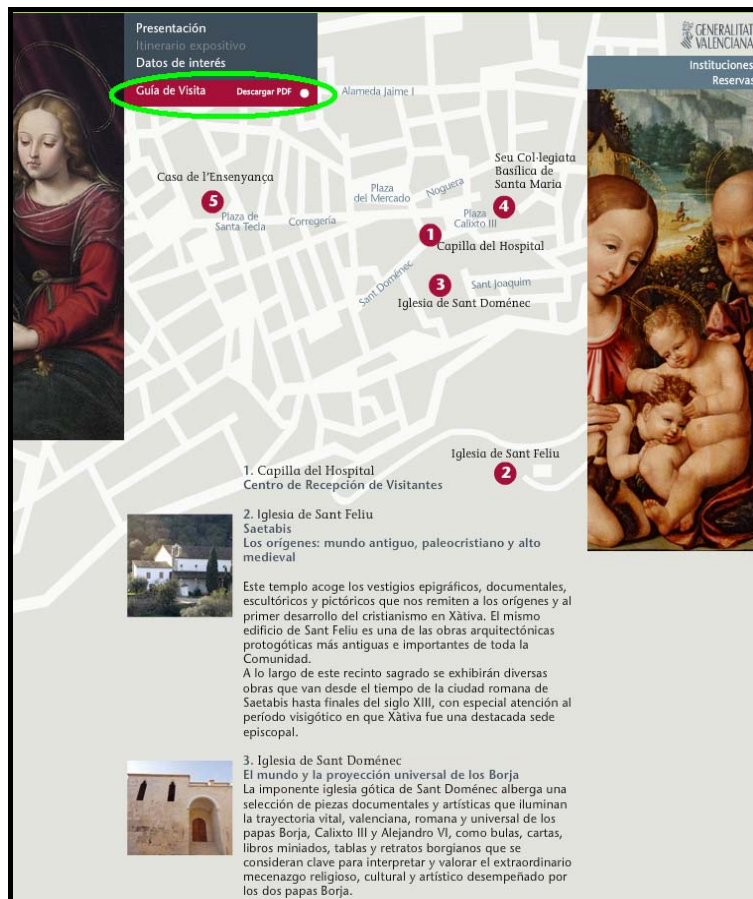 Presentación
Itinerario expositivo
Datos de interés
Guía de Visita Descargar PDF
GENERALITAT
VALENCIANA
Instituciones
Reservas
Alameda Jaime I
Seu Col·legiata
Basílica de
Santa Maria
4
Casa de l'Ensenyança
5
Plaza
del Mercado
Noguera
Plaza
Calixto III
Plaza de
Santa Tecla
Corregería
1
Capilla del Hospital
Sant Doménec
3
Sant Joaquim
Iglesia de Sant Doménec
Iglesia de Sant Feliu
2
1. Capilla del Hospital
Centro de Recepción de Visitantes
2. Iglesia de Sant Feliu
Saetabis
Los orígenes: mundo antiguo, paleocristiano y alto
medieval
Este templo acoge los vestigios epigráficos, documentales,
escultóricos y pictóricos que nos remiten a los orígenes y al
primer desarrollo del cristianismo en Xàtiva. El mismo
edificio de Sant Feliu es una de las obras arquitectónicas
protogóticas más antiguas e importantes de toda la
Comunidad.
A lo largo de este recinto sagrado se exhibirán diversas
obras que van desde el tiempo de la ciudad romana de
Saetabis hasta finales del siglo XIII, con especial atención al
período visigótico en que Xàtiva fue una destacada sede
episcopal.
3. Iglesia de Sant Doménec
El mundo y la proyección universal de los Borja
La imponente iglesia gótica de Sant Doménec alberga una
selección de piezas documentales y artísticas que iluminan
la trayectoria vital, valenciana, romana y universal de los
papas Borja, Calixto III y Alejandro VI, como bulas, cartas,
libros miniados, tablas y retratos borgianos que se
consideran clave para interpretar y valorar el extraordinario
mecenazgo religioso, cultural y artístico desempeñado por
los dos papas Borja.